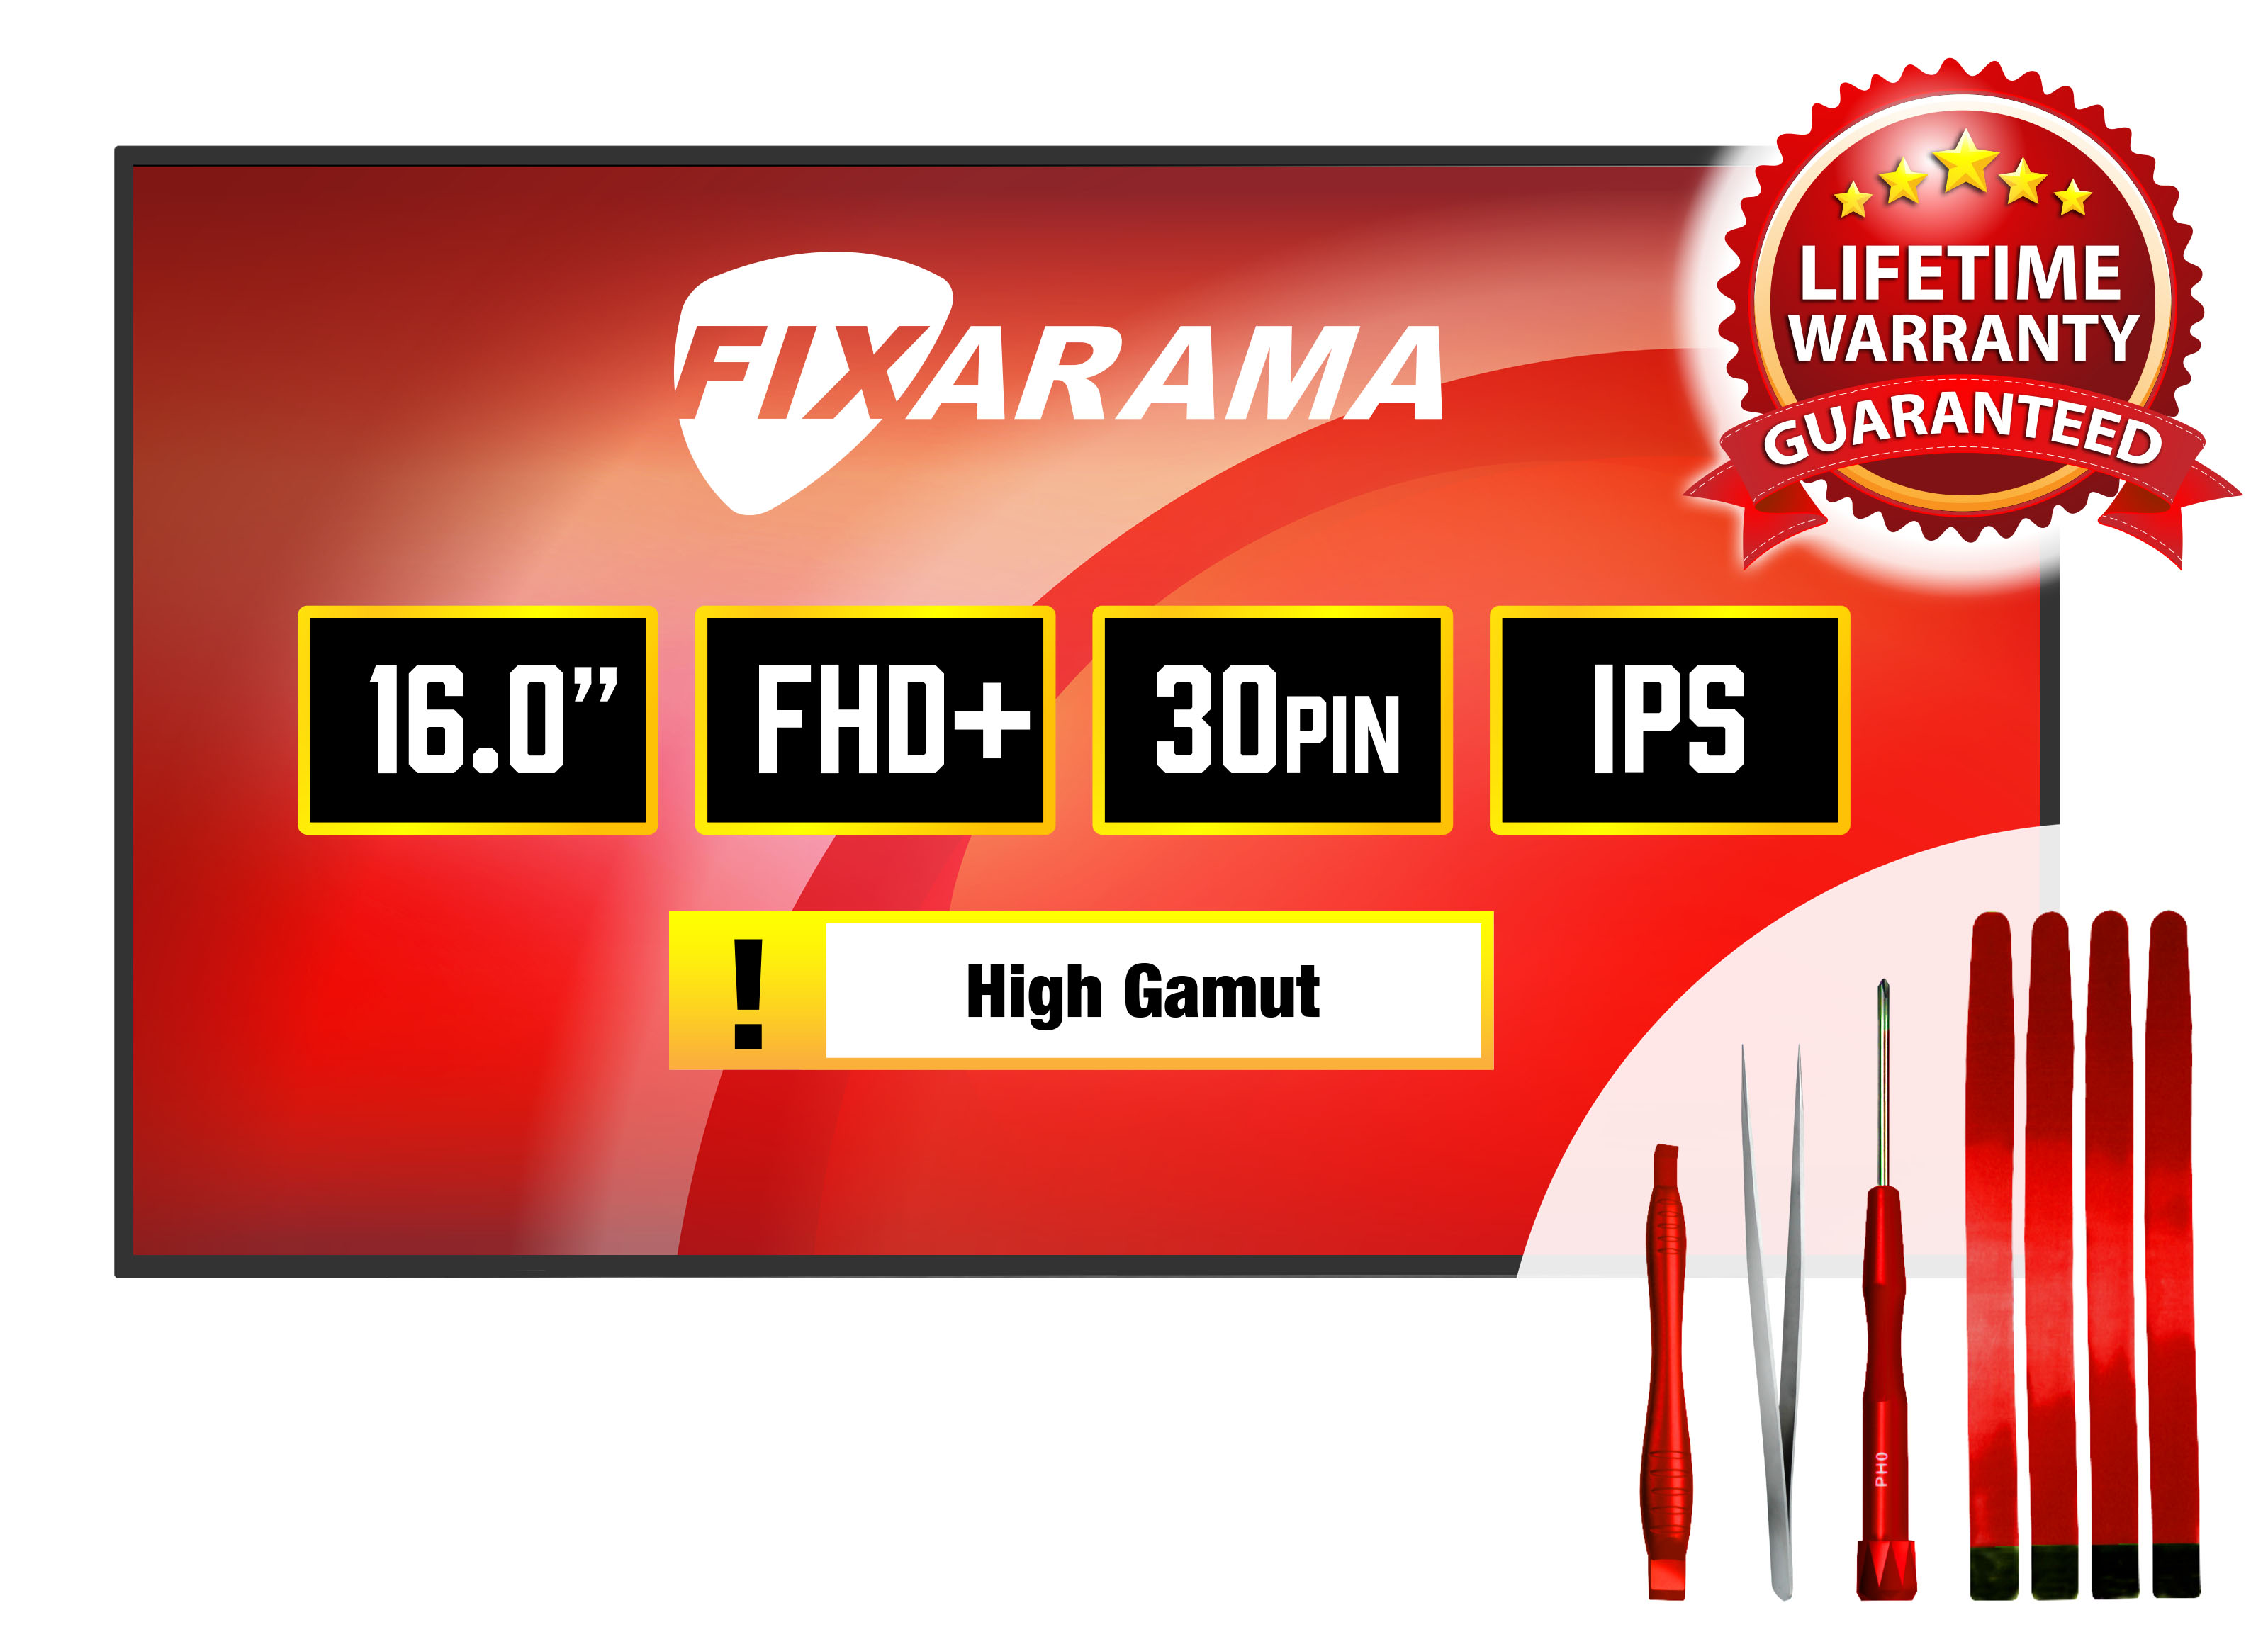 LIFETIME
WARRANTY
GUARANTEED
FIXARAMA
16.0”
FHD+
30PIN
IPS
!
High Gamut
PH0